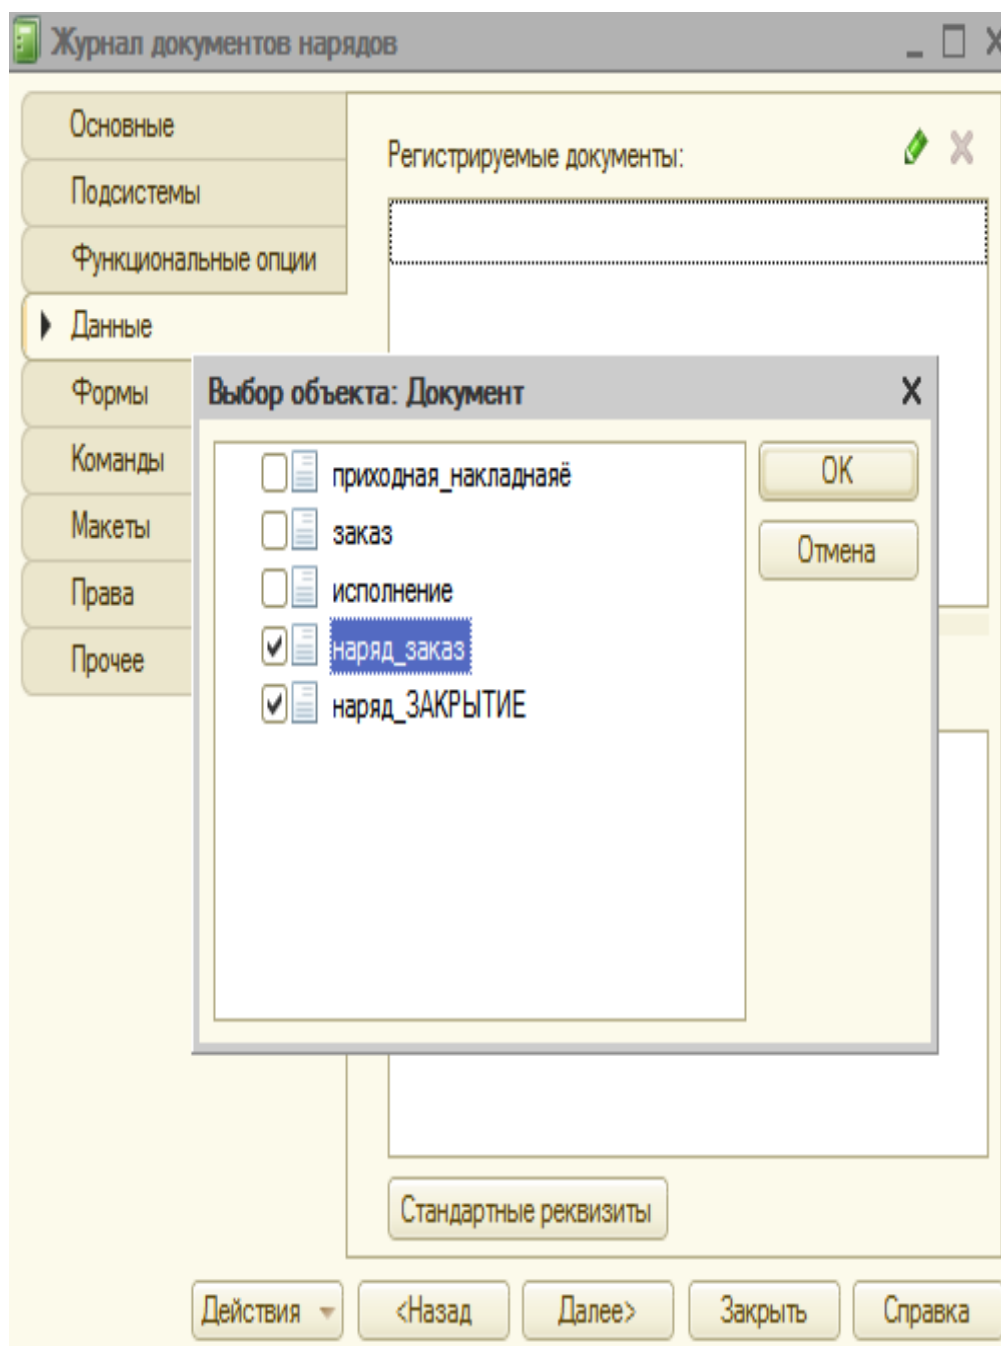 Журнал документов нарядов
Основные
Подсистемы
Функциональные опции
Данные
Формы
Команды
Макеты
Права
Прочее
Регистрируемые документы:
Выбор объекта: Документ
приходная_накладнаяё
заказ
исполнение
наряд_заказ
наряд_ЗАКРЫТИЕ
OK
Отмена
Стандартные реквизиты
Действия
<Назад
Далее>
Закрыть
Справка